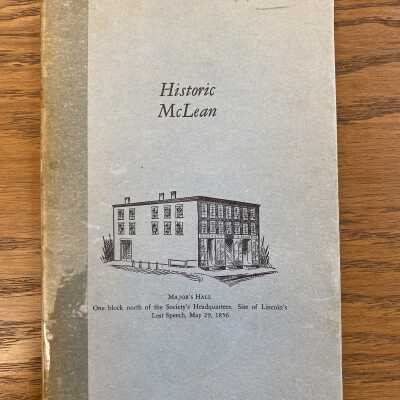 Historic
McLean
MAJOR'S HALL
One block north of the Society's Headquarters. Site of Lincoln's
Lost Speech, May 29, 1856